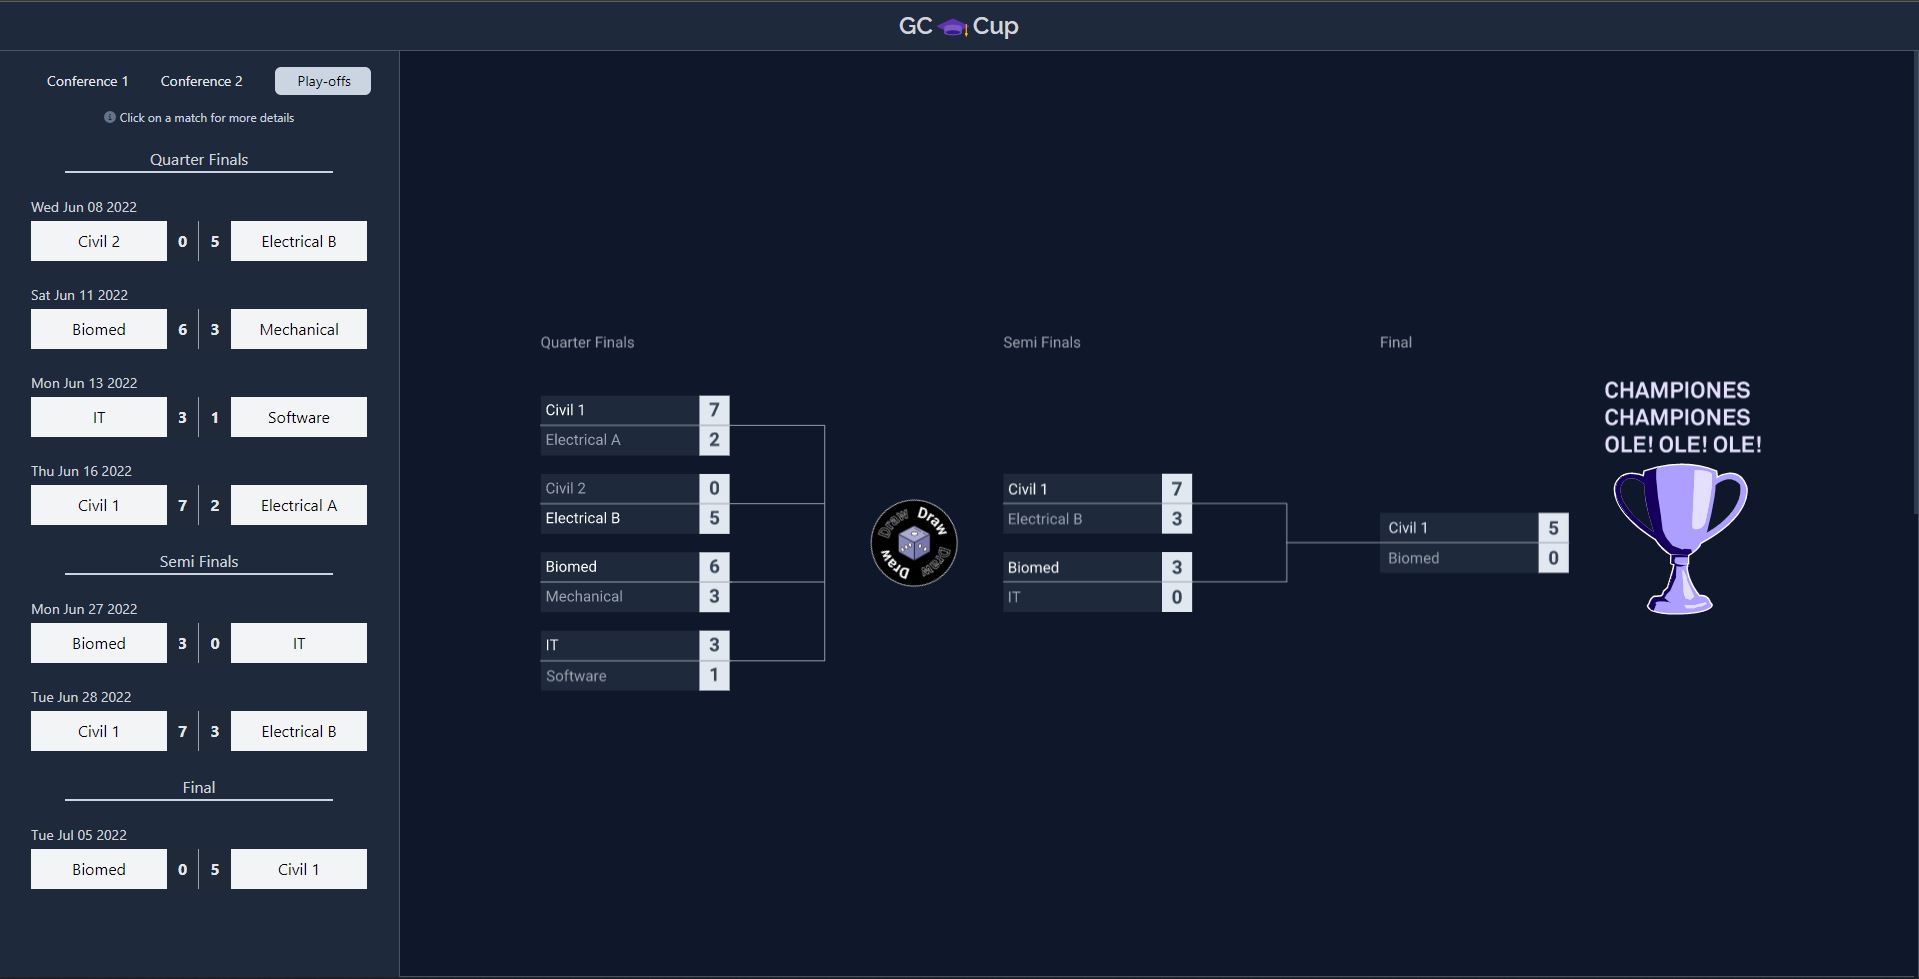 GC Cup
Conference 1 Conference 2 Play-offs
Click on a match for more details
Quarter Finals
Wed Jun 08 2022
Civil 2 0 5 Electrical B
Sat Jun 11 2022
Biomed 6 3 Mechanical
Mon Jun 13 2022
IT 3 1 Software
Thu Jun 16 2022
Civil 1 7 2 Electrical A
Semi Finals
Mon Jun 27 2022
Biomed 3 0 IT
Tue Jun 28 2022
Civil 1 7 3 Electrical B
Final
Tue Jul 05 2022
Biomed 0 5 Civil 1
Quarter Finals
Civil 1 7
Electrical A 2
Civil 2 0
Electrical B 5
Biomed 6
Mechanical 3
IT 3
Software 1
Draw Draw Draw Draw
Semi Finals
Civil 1 7
Electrical B 3
Biomed 3
IT 0
Final
Civil 1 5
Biomed 0
CHAMPIONES
CHAMPIONES
OLE! OLE! OLE!